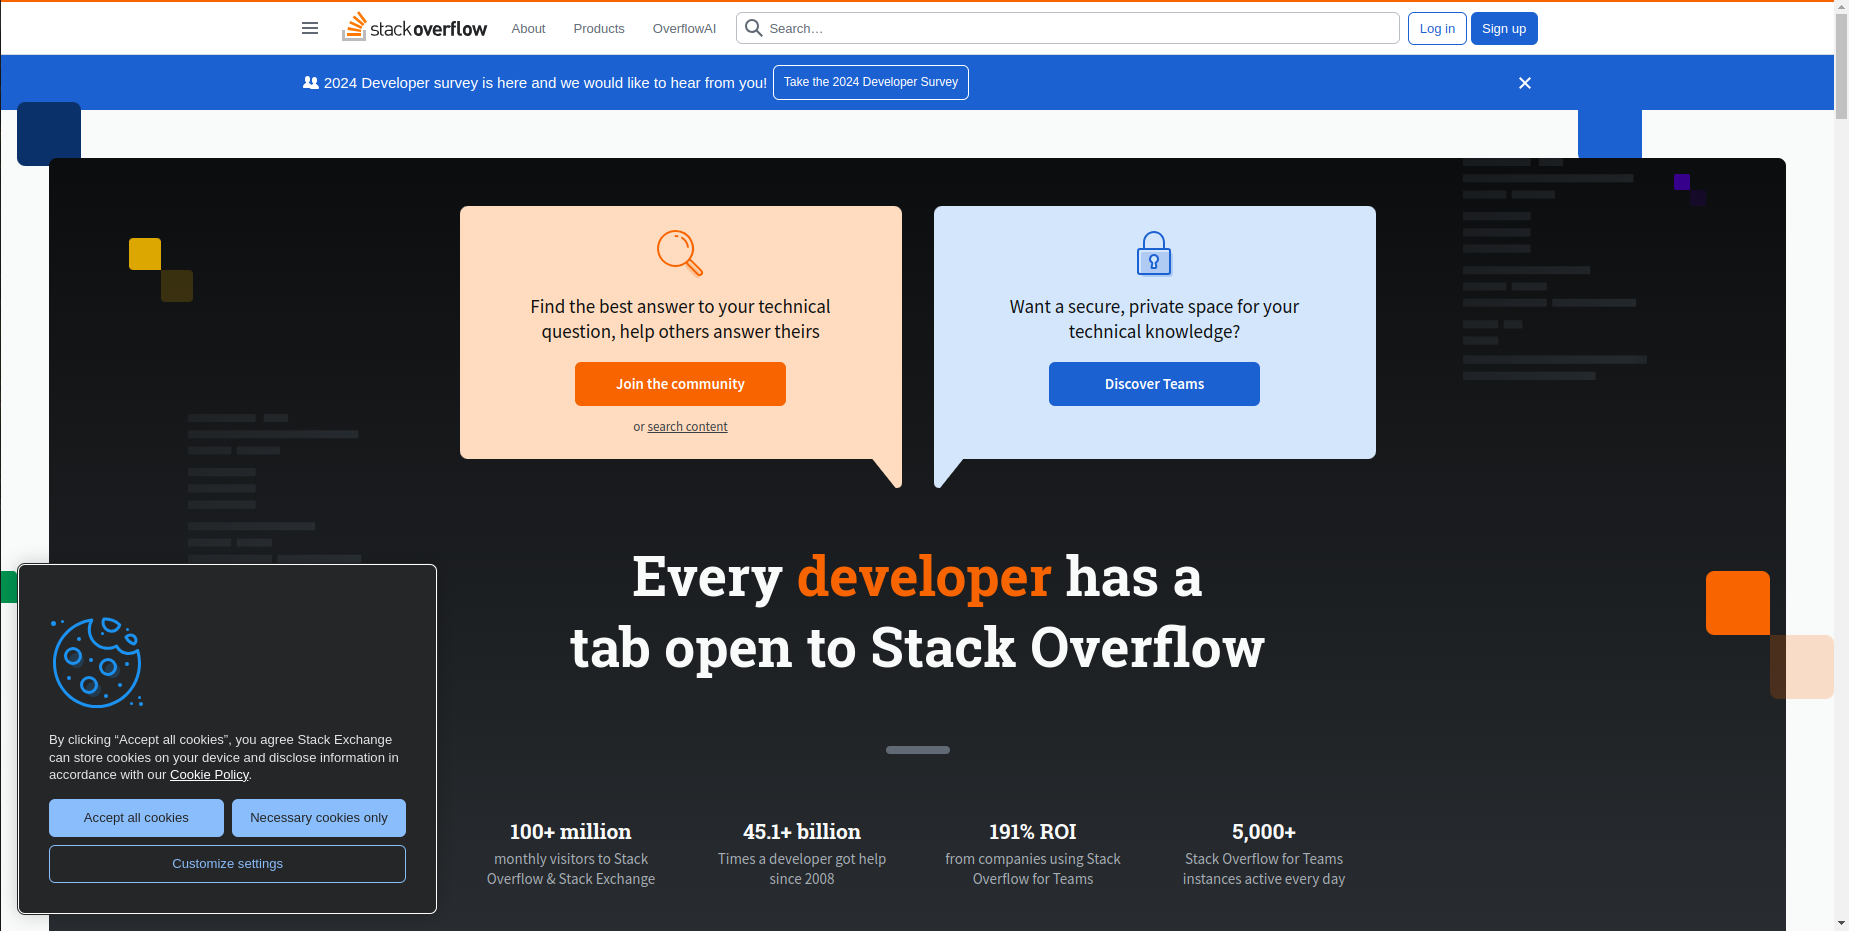 stackoverflow
About
Products
OverflowAI
Search…
Log in
Sign up
2024 Developer survey is here and we would like to hear from you!
Take the 2024 Developer Survey
Find the best answer to your technical
question, help others answer theirs
Join the community
or search content
Want a secure, private space for your
technical knowledge?
Discover Teams
Every developer has a
tab open to Stack Overflow
By clicking “Accept all cookies”, you agree Stack Exchange
can store cookies on your device and disclose information in
accordance with our Cookie Policy.
Accept all cookies
Necessary cookies only
Customize settings
100+ million
monthly visitors to Stack
Overflow & Stack Exchange
45.1+ billion
Times a developer got help
since 2008
191% ROI
from companies using Stack
Overflow for Teams
5,000+
Stack Overflow for Teams
instances active every day